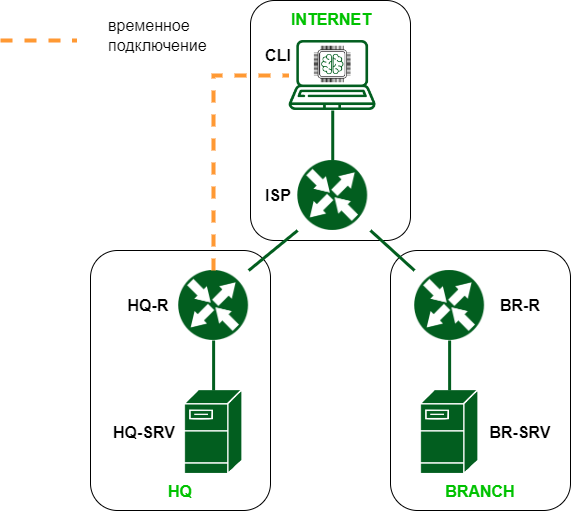 временное
подключение
INTERNET
CLI
ISP
HQ-R
BR-R
HQ-SRV
BR-SRV
HQ
BRANCH